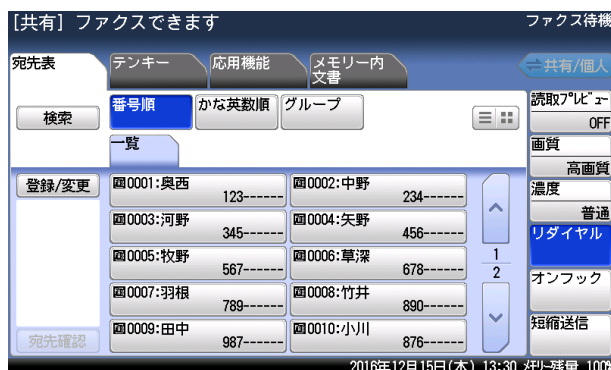 [共有] ファクスできます
ファクス待機
宛先表
テンキー
応用機能
メモリー内
文書
共有/個人
検索
番号順
かな英数順
グループ
一覧
読取プレビュー
OFF
画質
高画質
登録/変更
0001:奥西
123------
0002:中野
234------
濃度
普通
0003:河野
345------
0004:矢野
456------
リダイヤル
0005:牧野
567------
0006:草深
678------
1
2
オンフック
0007:羽根
789------
0008:竹井
890------
短縮送信
0009:田中
987------
0010:小川
876------
宛先確認
2016年12月15日(木) 13:30 メモリー残量 100%